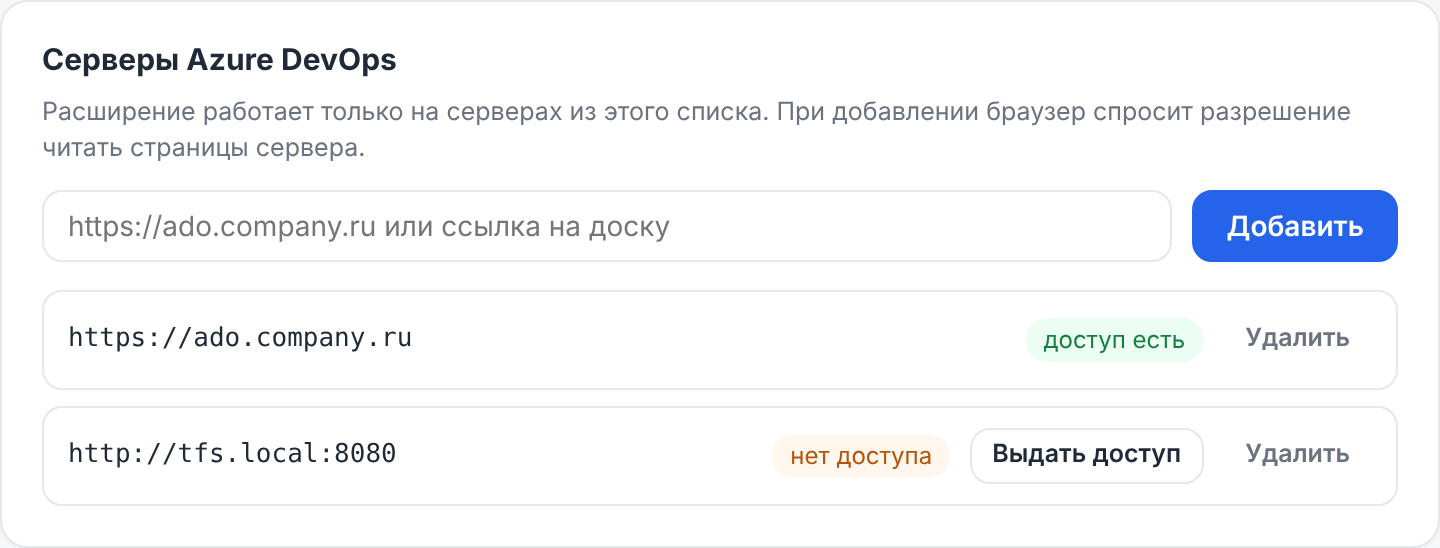 Серверы Azure DevOps
Расширение работает только на серверах из этого списка. При добавлении браузер спросит разрешение
читать страницы сервера.
https://ado.company.ru или ссылка на доску
Добавить
https://ado.company.ru
доступ есть
Удалить
http://tfs.local:8080
нет доступа
Выдать доступ
Удалить